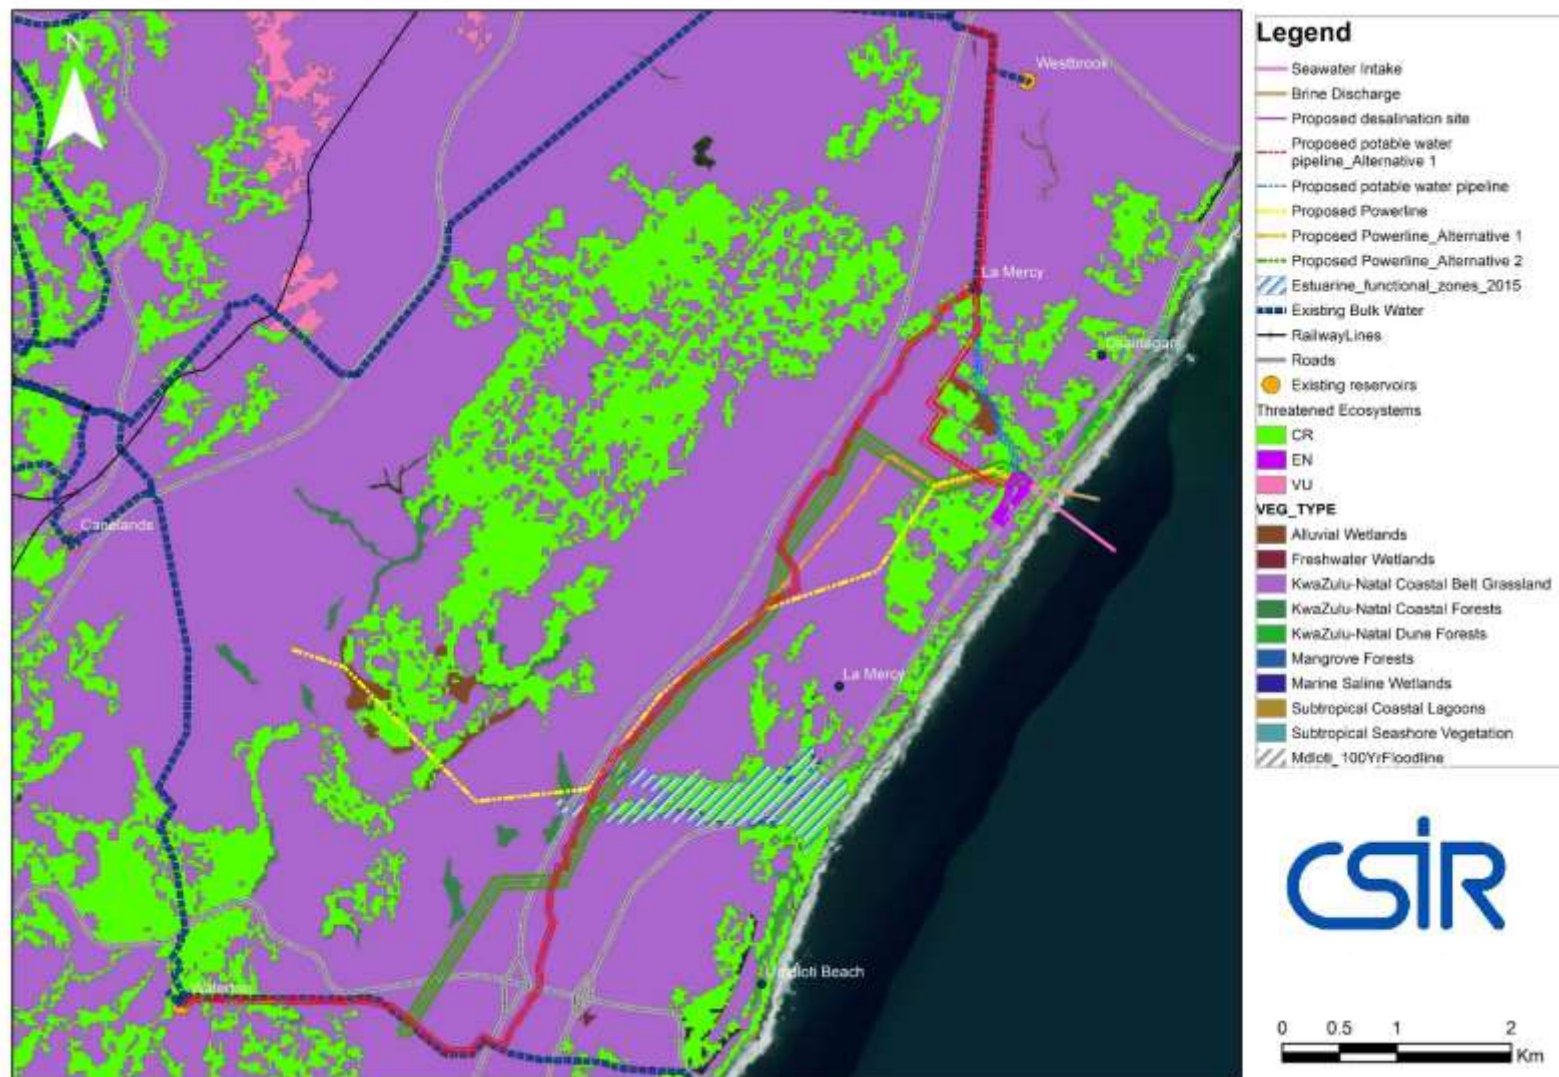 N
Westbrook
La Mercy
Canelands
La Mercy
Umdloti Beach
Waterloo
Legend
Seawater Intake
Brine Discharge
Proposed desalination site
Proposed potable water
pipeline_Alternative 1
Proposed potable water pipeline
Proposed Powerline
Proposed Powerline_Alternative 1
Proposed Powerline_Alternative 2
Estuarine_functional_zones_2015
Existing Bulk Water
RailwayLines
Roads
Existing reservoirs
Threatened Ecosystems
CR
EN
VU
VEG_TYPE
Alluvial Wetlands
Freshwater Wetlands
KwaZulu-Natal Coastal Belt Grassland
KwaZulu-Natal Coastal Forests
KwaZulu-Natal Dune Forests
Mangrove Forests
Marine Saline Wetlands
Subtropical Coastal Lagoons
Subtropical Seashore Vegetation
Mdloti_100YrFloodline
CSIR
0 0.5 1 2
Km